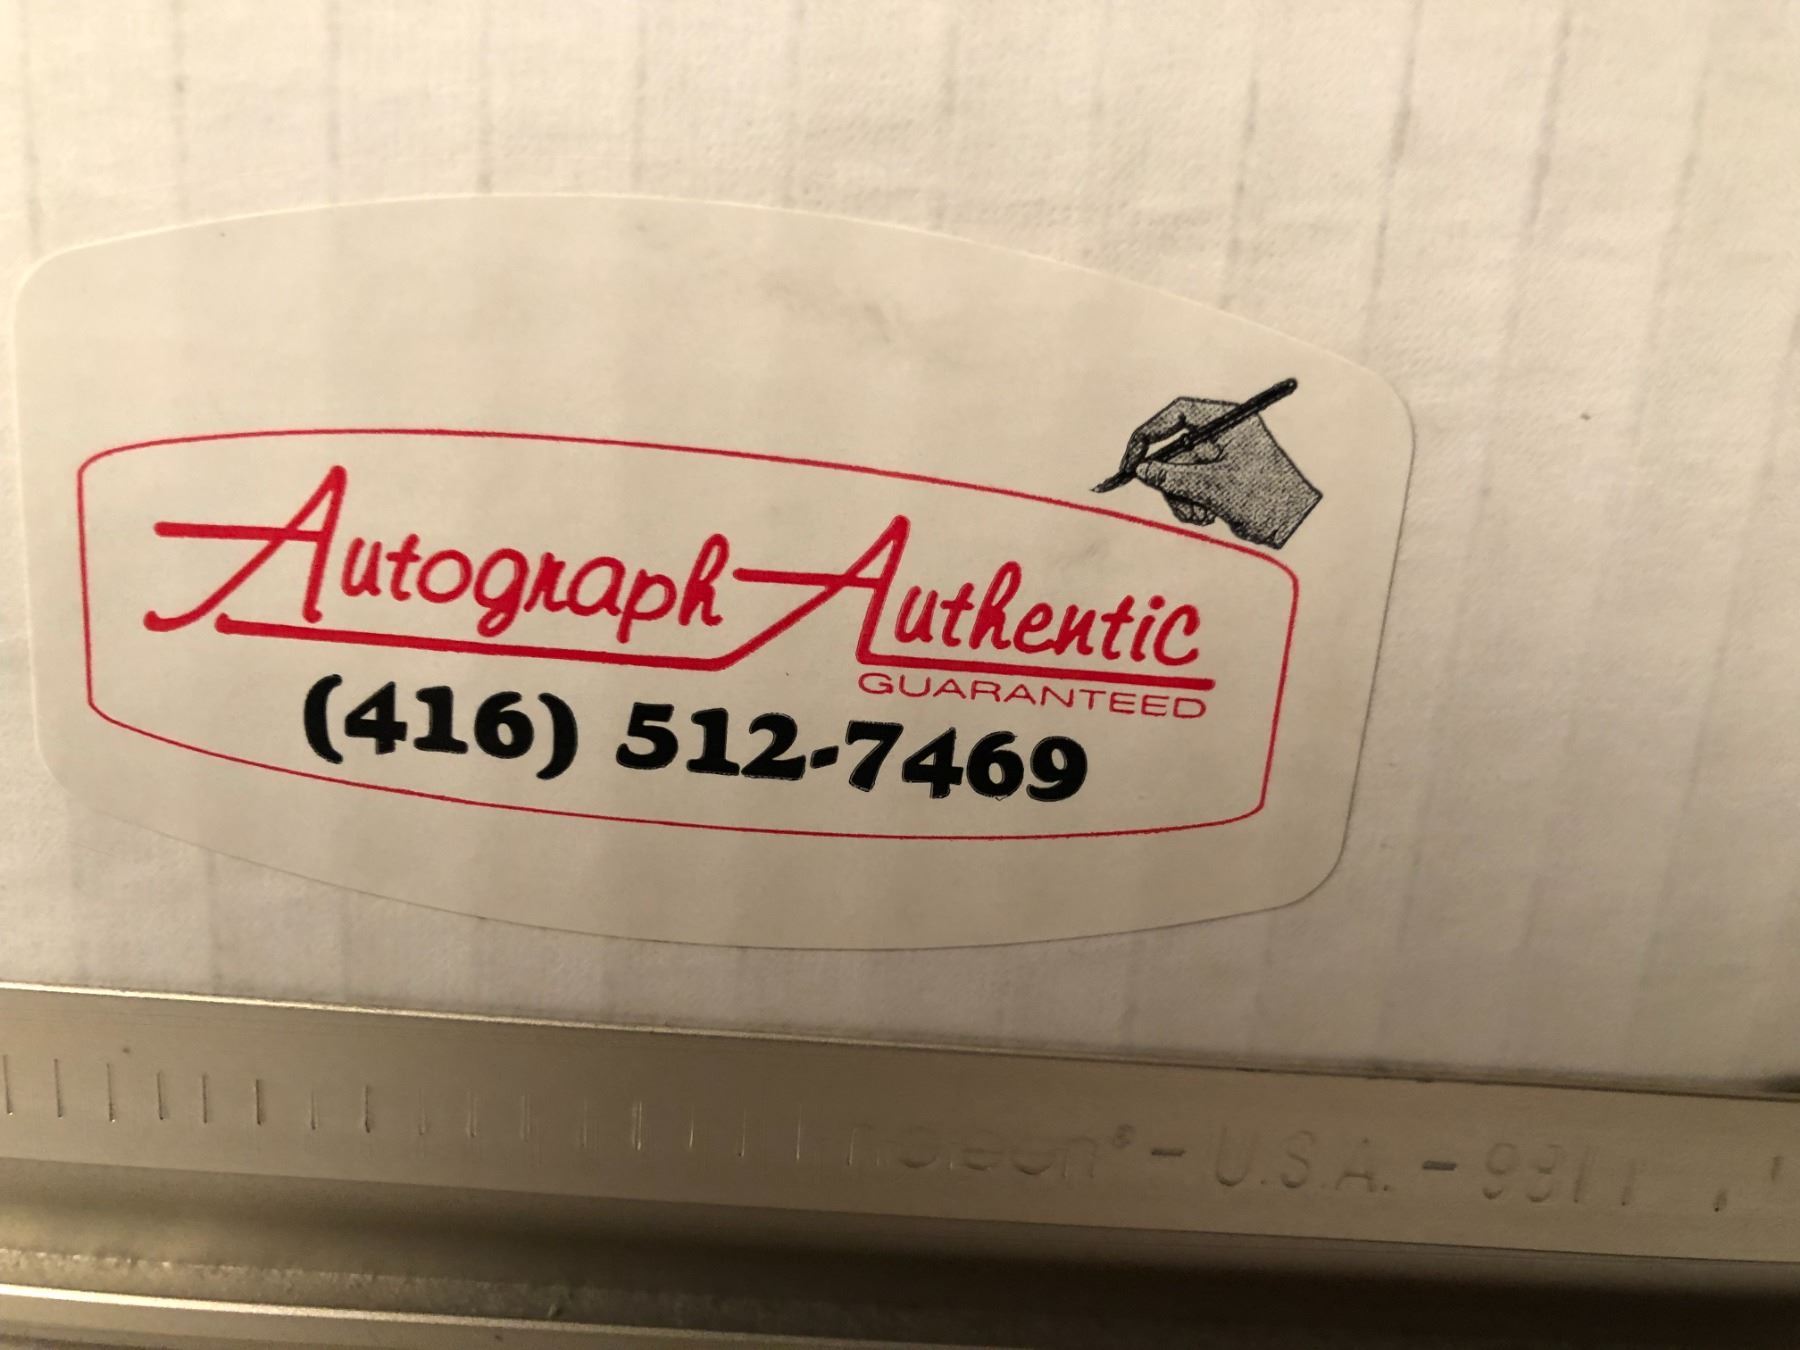 Autograph Authentic
GUARANTEED
(416) 512-7469
- U.S.A. -